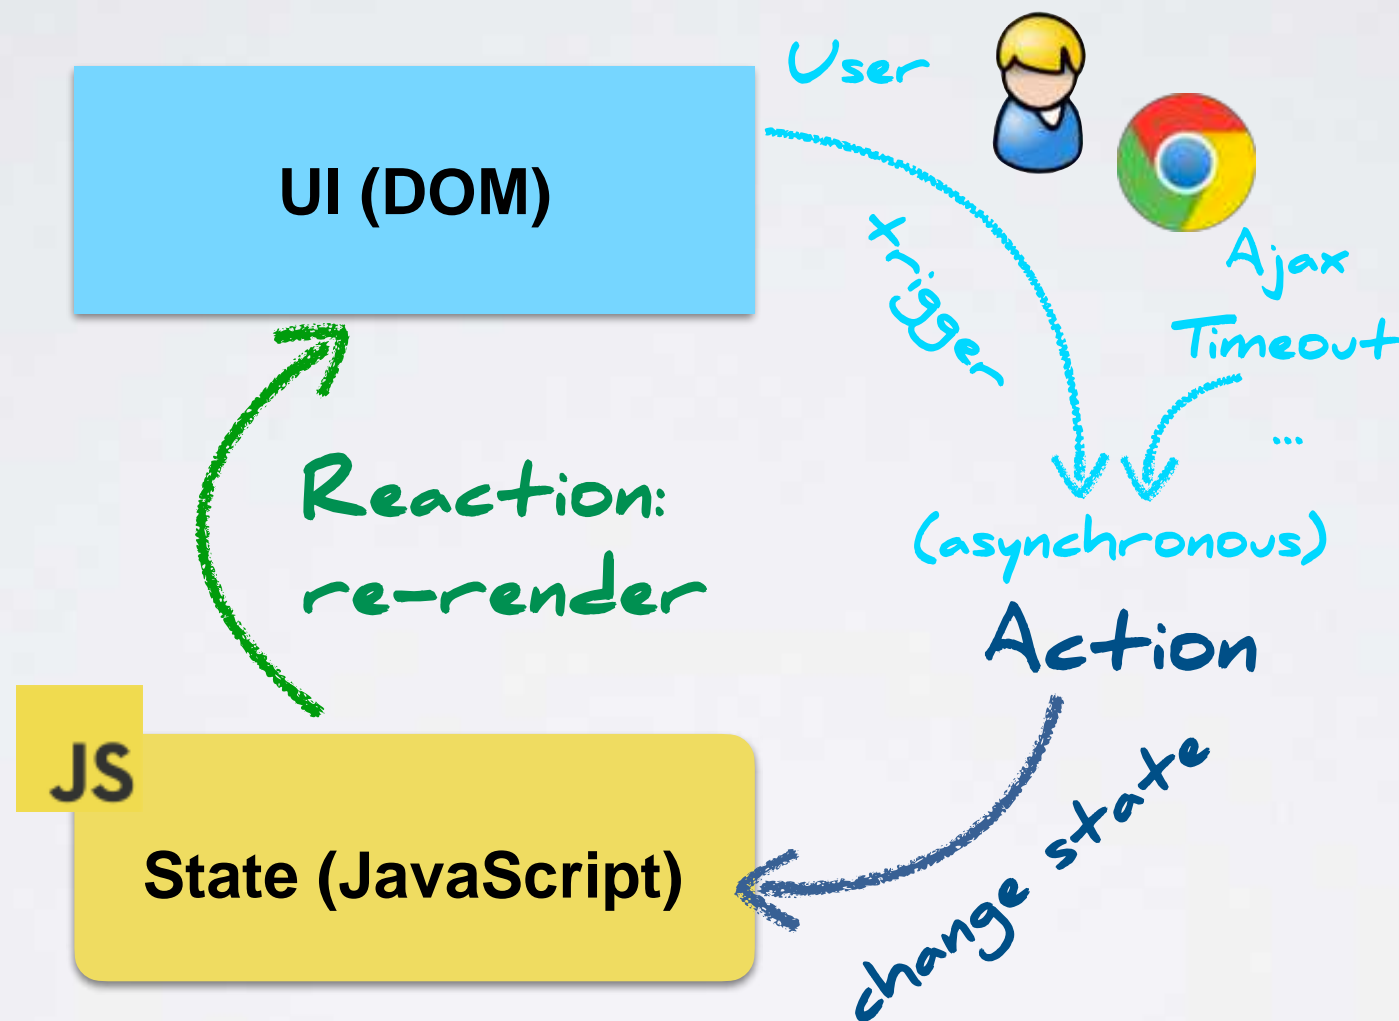 User
UI (DOM)
trigger
Ajax
Timeout
...
Reaction:
re-render
(asynchronous)
Action
JS
State (JavaScript)
change state